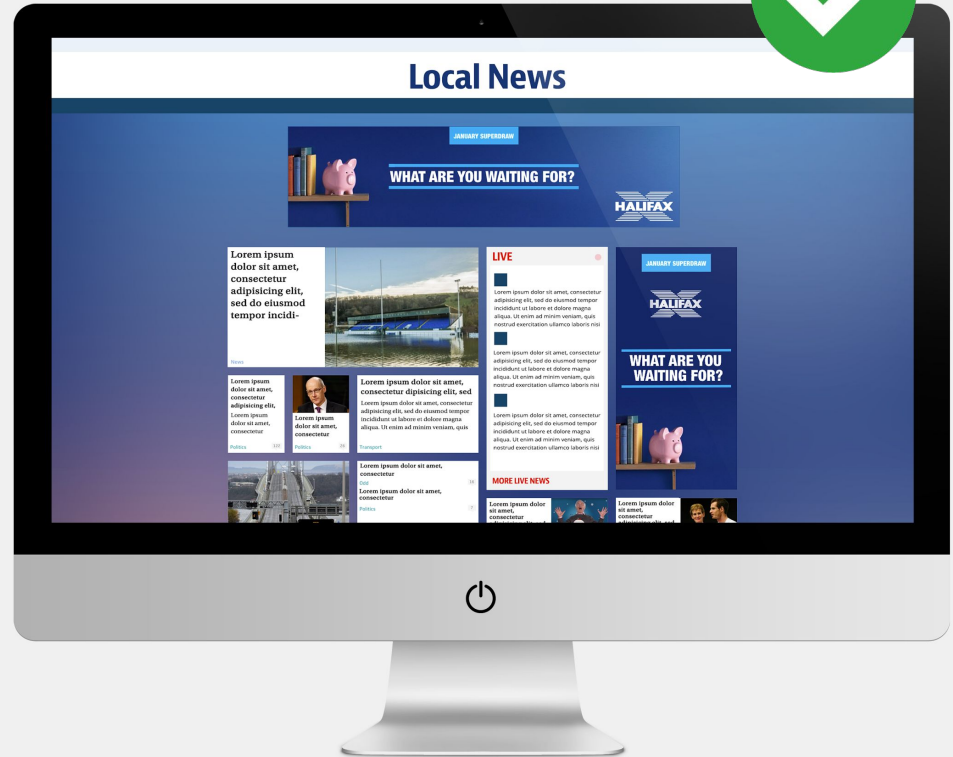 Local News
JANUARY SUPERDRAW
WHAT ARE YOU WAITING FOR?
HALIFAX
Lorem ipsum
dolor sit amet,
consectetur
adipisicing elit,
sed do eiusmod
tempor incidi-
News
Lorem ipsum
dolor sit amet,
consectetur
adipisicing elit,
Lorem ipsum
dolor sit amet,
consectetur
Politics
Lorem ipsum
dolor sit amet,
consectetur
Politics
Lorem ipsum dolor sit amet,
consectetur dipisicing elit, sed
Lorem ipsum dolor sit amet, consectetur
adipisicing elit, sed do eiusmod tempor
incididunt ut labore et dolore magna
aliqua. Ut enim ad minim veniam, quis
Transport
Lorem ipsum dolor sit amet,
consectetur
Odd
Lorem ipsum dolor sit amet,
consectetur
Politics
LIVE
Lorem ipsum dolor sit amet, consectetur
adipisicing elit, sed do eiusmod tempor
incididunt ut labore et dolore magna
aliqua. Ut enim ad minim veniam, quis
nostrud exercitation ullamco laboris nisi
Lorem ipsum dolor sit amet, consectetur
adipisicing elit, sed do eiusmod tempor
incididunt ut labore et dolore magna
aliqua. Ut enim ad minim veniam, quis
nostrud exercitation ullamco laboris nisi
Lorem ipsum dolor sit amet, consectetur
adipisicing elit, sed do eiusmod tempor
incididunt ut labore et dolore magna
aliqua. Ut enim ad minim veniam, quis
nostrud exercitation ullamco laboris nisi
MORE LIVE NEWS
JANUARY SUPERDRAW
HALIFAX
WHAT ARE YOU
WAITING FOR?
Lorem ipsum dolor
sit amet,
consectetur
Lorem ipsum dolor
sit amet,
consectetur